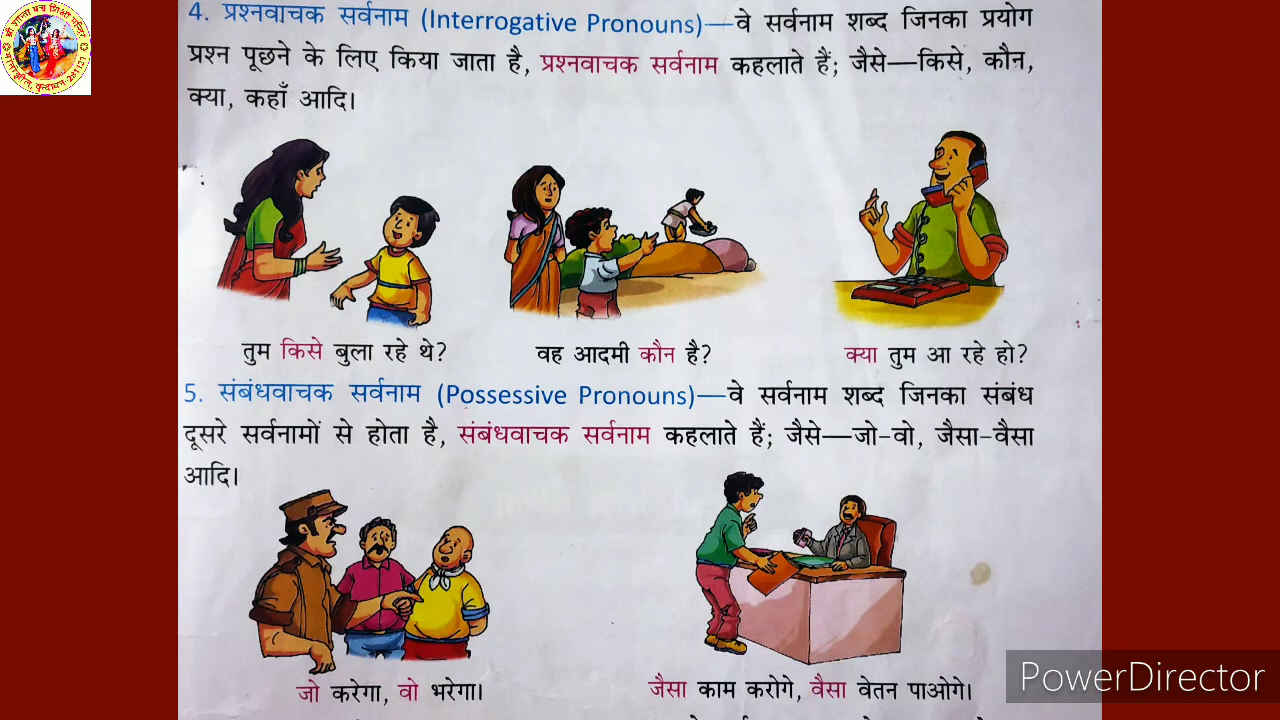 4. प्रश्नवाचक सर्वनाम (Interrogative Pronouns)—वे सर्वनाम शब्द जिनका प्रयोग
प्रश्न पूछने के लिए किया जाता है, प्रश्नवाचक सर्वनाम कहलाते हैं; जैसे—किसे, कौन,
क्या, कहाँ आदि।
तुम किसे बुला रहे थे?
वह आदमी कौन है?
क्या तुम आ रहे हो?
5. संबंधवाचक सर्वनाम (Possessive Pronouns)—वे सर्वनाम शब्द जिनका संबंध
दूसरे सर्वनामों से होता है, संबंधवाचक सर्वनाम कहलाते हैं; जैसे—जो-वो, जैसा-वैसा
आदि।
जो करेगा, वो भरेगा।
जैसा काम करोगे, वैसा वेतन पाओगे।
PowerDirector